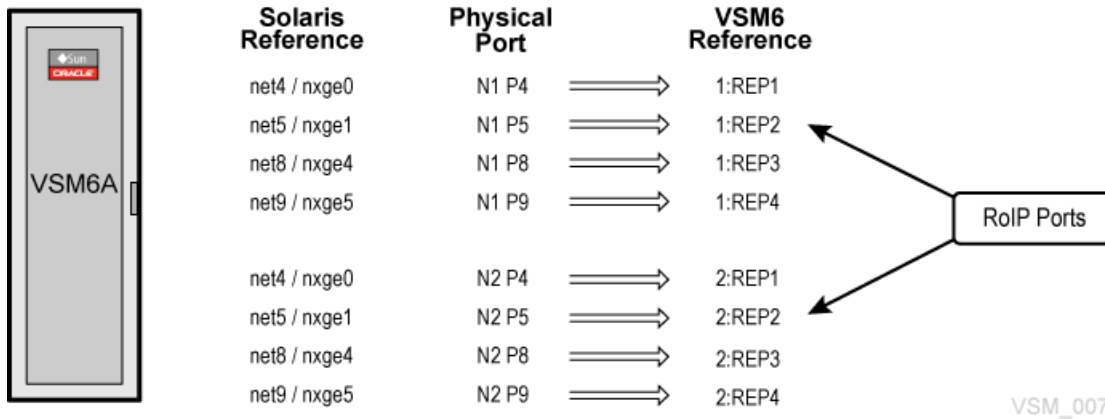 Solaris Reference
Physical Port
VSM6 Reference
Sun
ORACLE
VSM6A
net4 / nxge0 N1 P4 1:REP1
net5 / nxge1 N1 P5 1:REP2
net8 / nxge4 N1 P8 1:REP3
net9 / nxge5 N1 P9 1:REP4
RoIP Ports
net4 / nxge0 N2 P4 2:REP1
net5 / nxge1 N2 P5 2:REP2
net8 / nxge4 N2 P8 2:REP3
net9 / nxge5 N2 P9 2:REP4
VSM_007